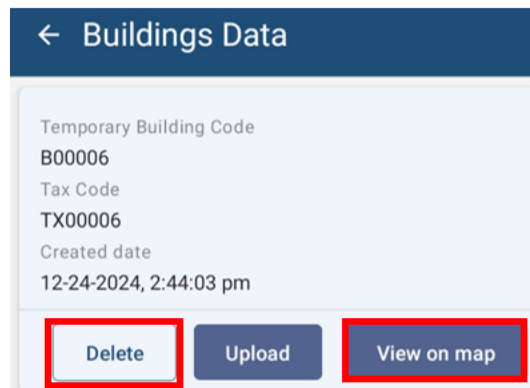 Buildings Data
Temporary Building Code
B00006
Tax Code
TX00006
Created date
12-24-2024, 2:44:03 pm
Delete Upload View on map